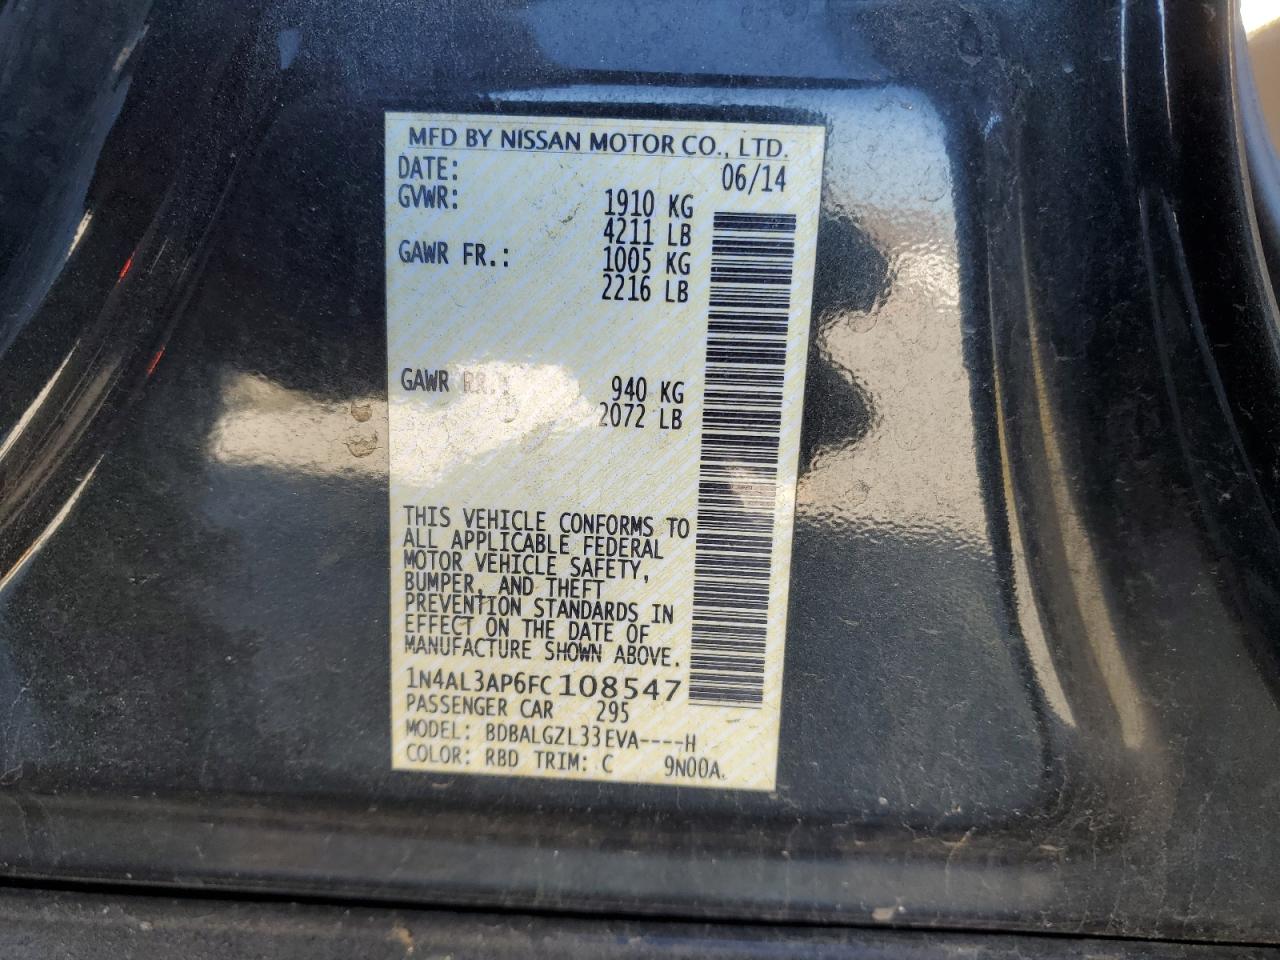 MFD BY NISSAN MOTOR CO., LTD.
DATE: 06/14
GVWR: 1910 KG
4211 LB
GAWR FR.: 1005 KG
2216 LB
GAWR RR.: 940 KG
2072 LB
THIS VEHICLE CONFORMS TO
ALL APPLICABLE FEDERAL
MOTOR VEHICLE SAFETY,
BUMPER, AND THEFT
PREVENTION STANDARDS IN
EFFECT ON THE DATE OF
MANUFACTURE SHOWN ABOVE.
1N4AL3AP6FC108547
PASSENGER CAR 295
MODEL: BDBALGZL33EVA----H
COLOR: RBD TRIM: C 9N00A.